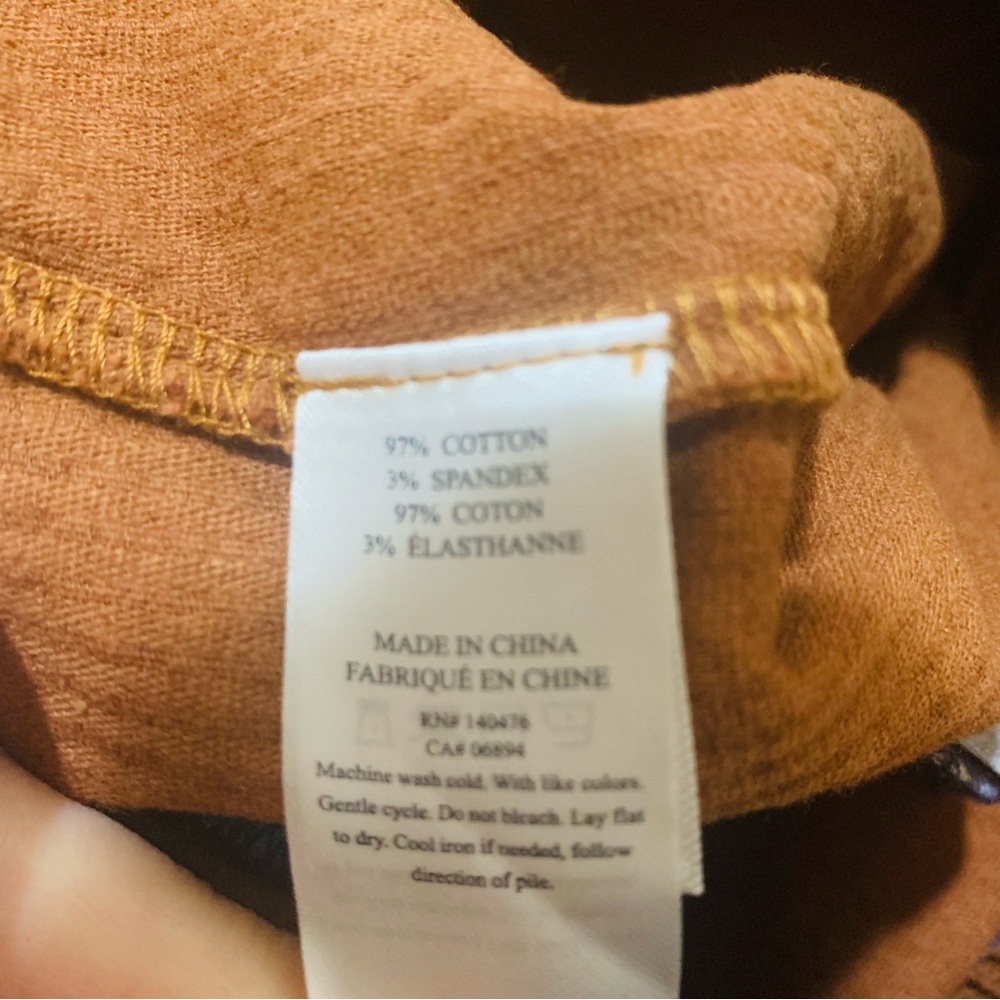 97% COTTON
3% SPANDEX
97% COTON
3% ÉLASTHANNE
MADE IN CHINA
FABRIQUÉ EN CHINE
RN# 140476
CA# 06894
Machine wash cold. With like colors.
Gentle cycle. Do not bleach. Lay flat
to dry. Cool iron if needed, follow
direction of pile.